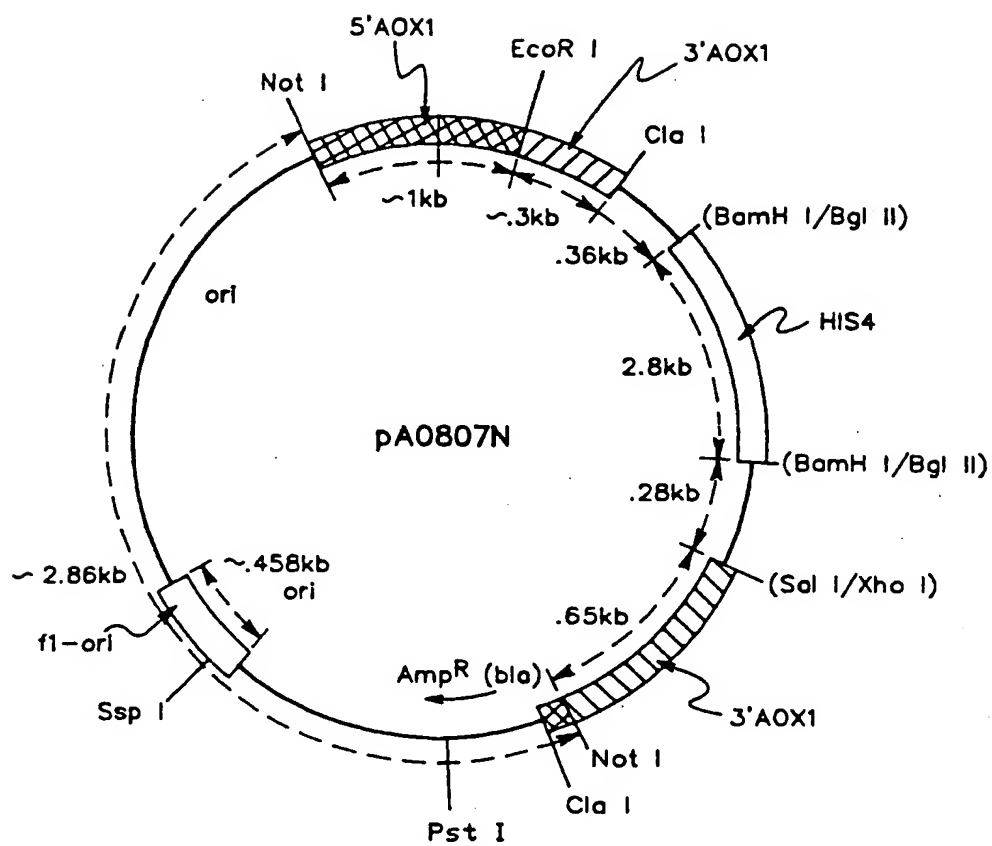 5'AOX1
EcoR I
3'AOX1
Not I
Cla I
~1kb
~.3kb
(BamH I/Bgl II)
.36kb
ori
HIS4
2.8kb
pA0807N
(BamH I/Bgl II)
.28kb
~.458kb
ori
~2.86kb
(Sal I/Xho I)
.65kb
f1-ori
AmpR (bla)
Ssp I
3'AOX1
Not I
Cla I
Pst I